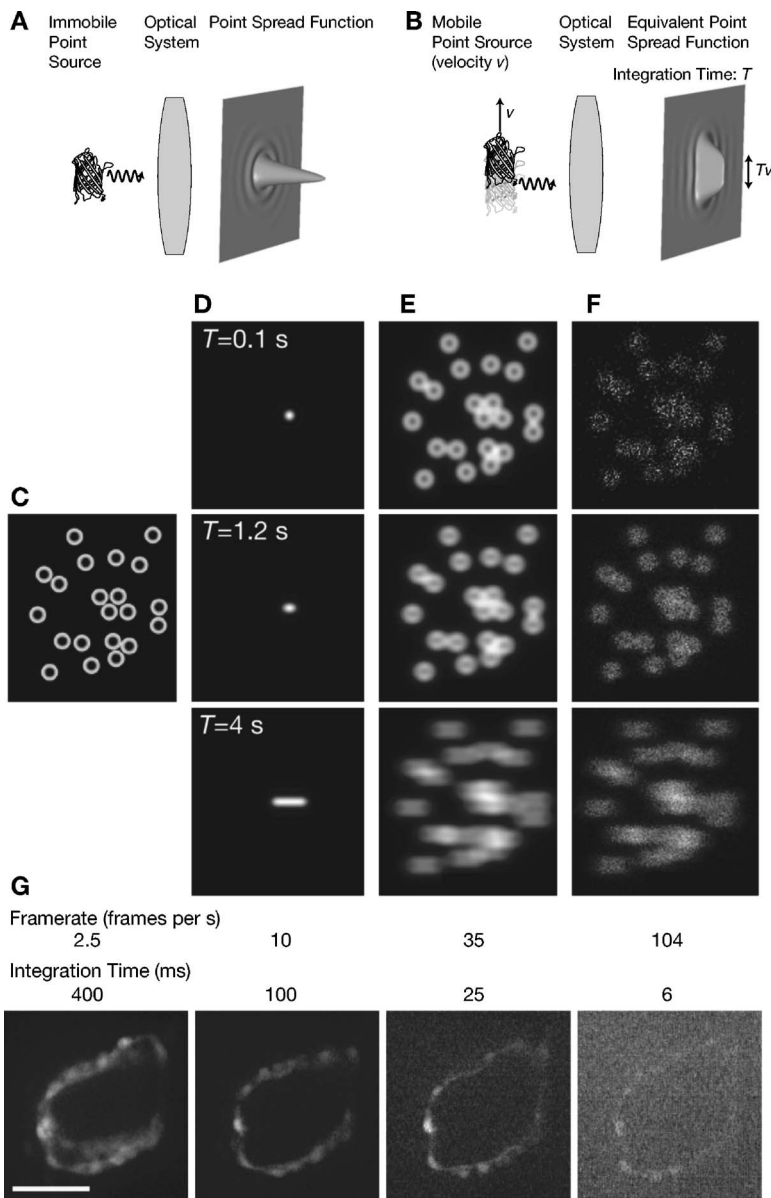 A
Immobile
Point
Source
Optical
System
Point Spread Function
B
Mobile
Point Srource
(velocity v)
Optical
System
Equivalent Point
Spread Function
Integration Time: T
v
Tv
C
D
E
F
T=0.1 s
T=1.2 s
T=4 s
G
Framerate (frames per s)
2.5 10 35 104
Integration Time (ms)
400 100 25 6